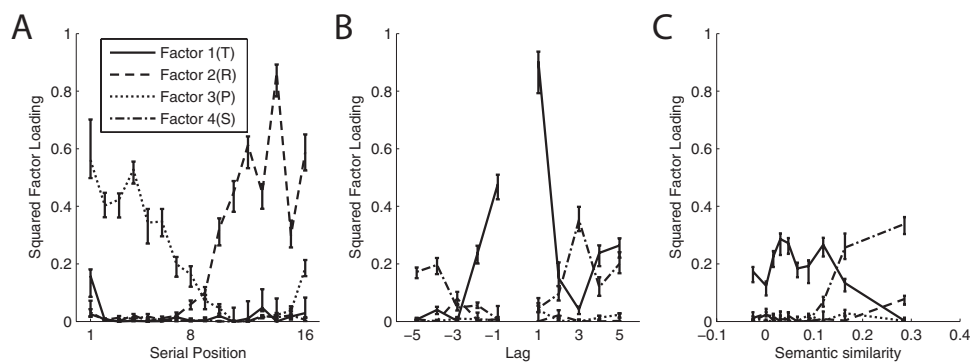 A
B
C
Squared Factor Loading
1
0.8
0.6
0.4
0.2
0
Factor 1(T)
Factor 2(R)
Factor 3(P)
Factor 4(S)
1 8 16
Serial Position
Squared Factor Loading
1
0.8
0.6
0.4
0.2
0
−5 −3 −1 1 3 5
Lag
Squared Factor Loading
1
0.8
0.6
0.4
0.2
0
−0.1 0 0.1 0.2 0.3 0.4
Semantic similarity